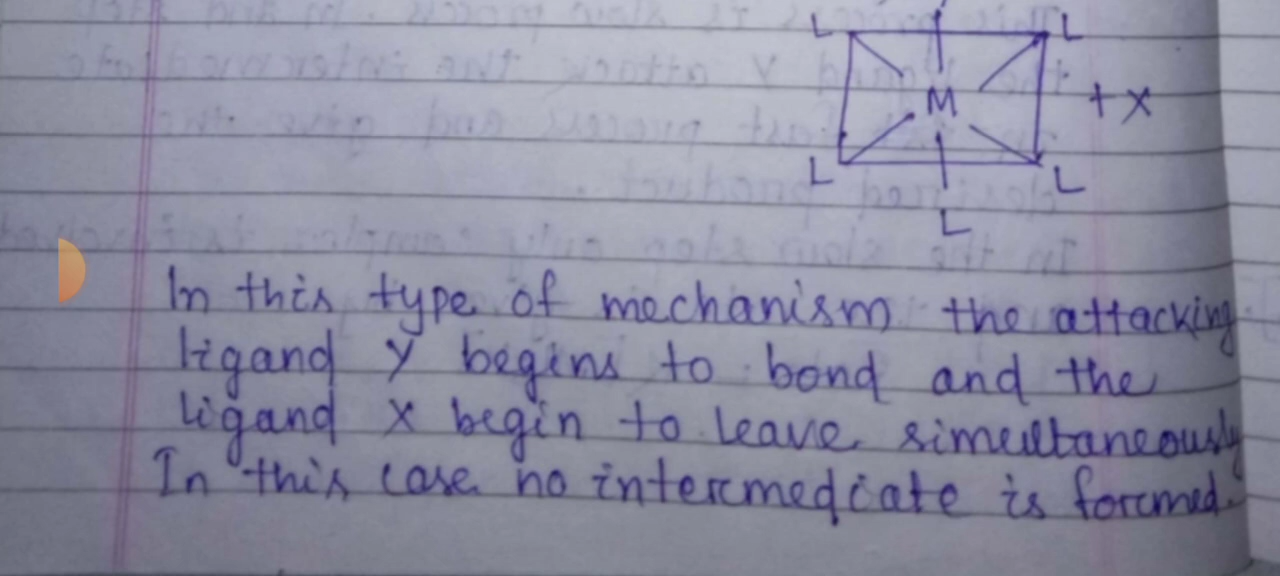 L L
M + X
L L
L
In this type of mechanism the attacking
ligand Y begins to bond and the
ligand X begin to leave simeultaneously
In this case no intermediate is formed.